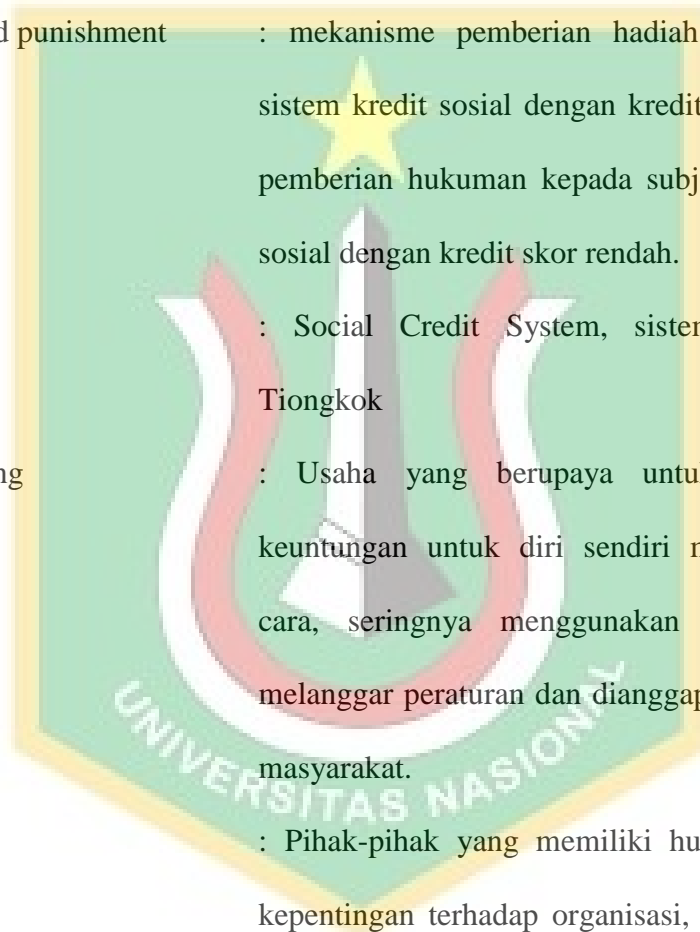 d punishment : mekanisme pemberian hadiah
sistem kredit sosial dengan kredit
pemberian hukuman kepada subj
sosial dengan kredit skor rendah.
: Social Credit System, sistem
Tiongkok
ng : Usaha yang berupaya untu
keuntungan untuk diri sendiri m
cara, seringnya menggunakan
melanggar peraturan dan dianggap
masyarakat.
UNIVERSITAS NASIONAL
: Pihak-pihak yang memiliki hu
kepentingan terhadap organisasi,